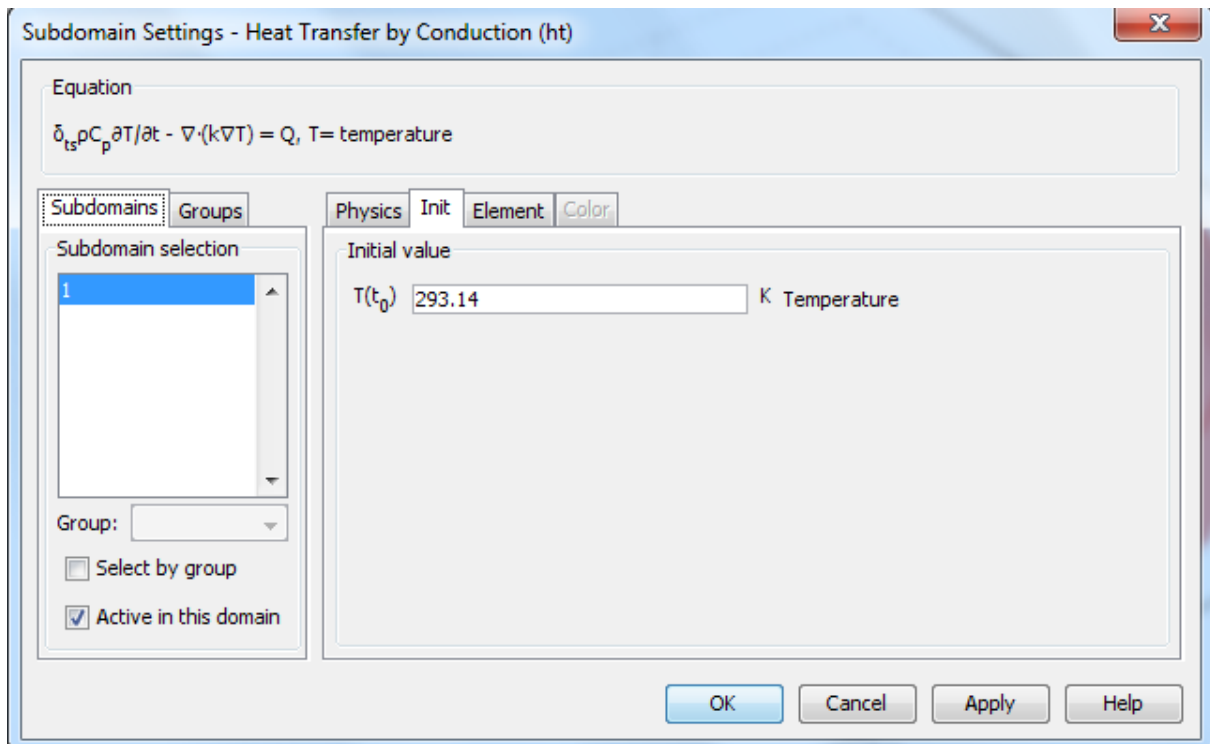 Subdomain Settings - Heat Transfer by Conduction (ht)
Equation
δtsρCp∂T/∂t - ∇·(k∇T) = Q, T= temperature
Subdomains Groups
Subdomain selection
1
Group:
Select by group
Active in this domain
Physics Init Element Color
Initial value
T(t0) 293.14 K Temperature
OK Cancel Apply Help